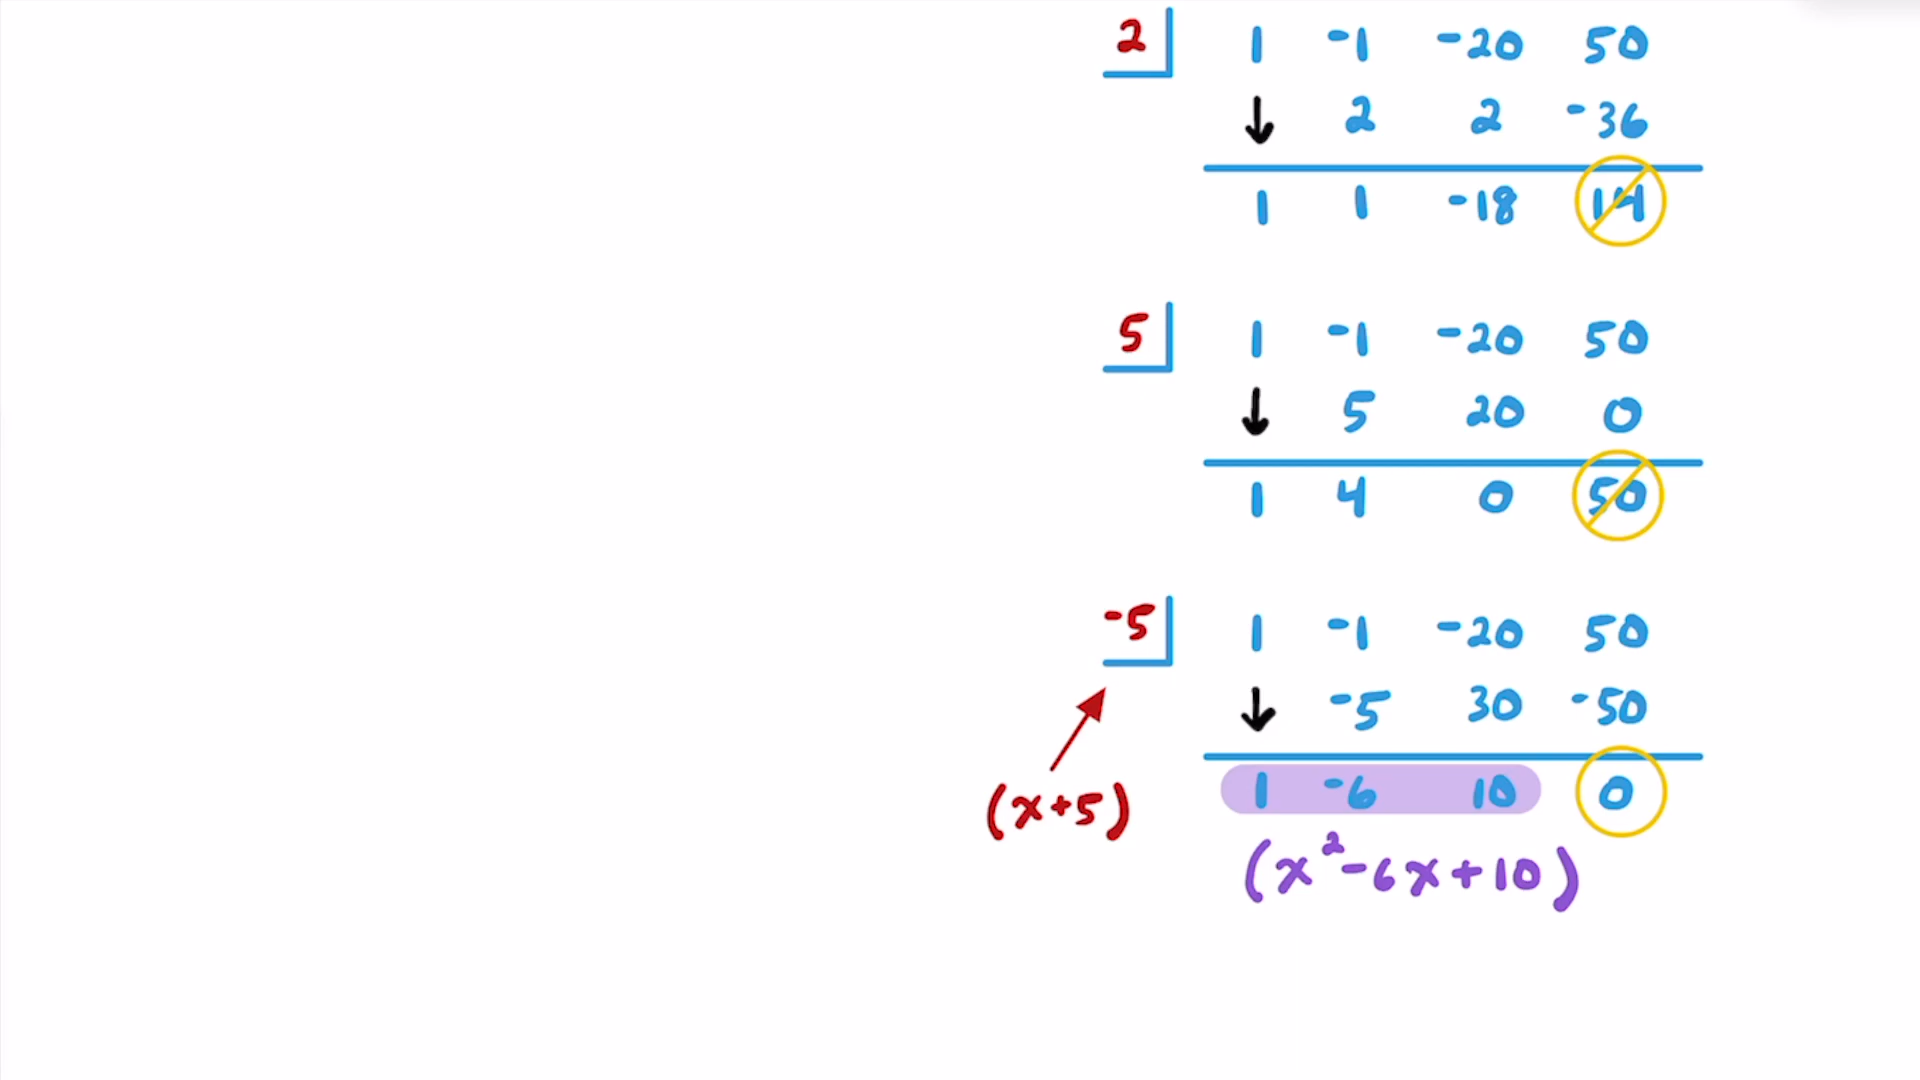 2 1 -1 -20 50
2 2 -36
1 1 -18 14
5 1 -1 -20 50
5 20 0
1 4 0 50
-5 1 -1 -20 50
-5 30 -50
1 -6 10 0
(x+5)
(x²-6x+10)